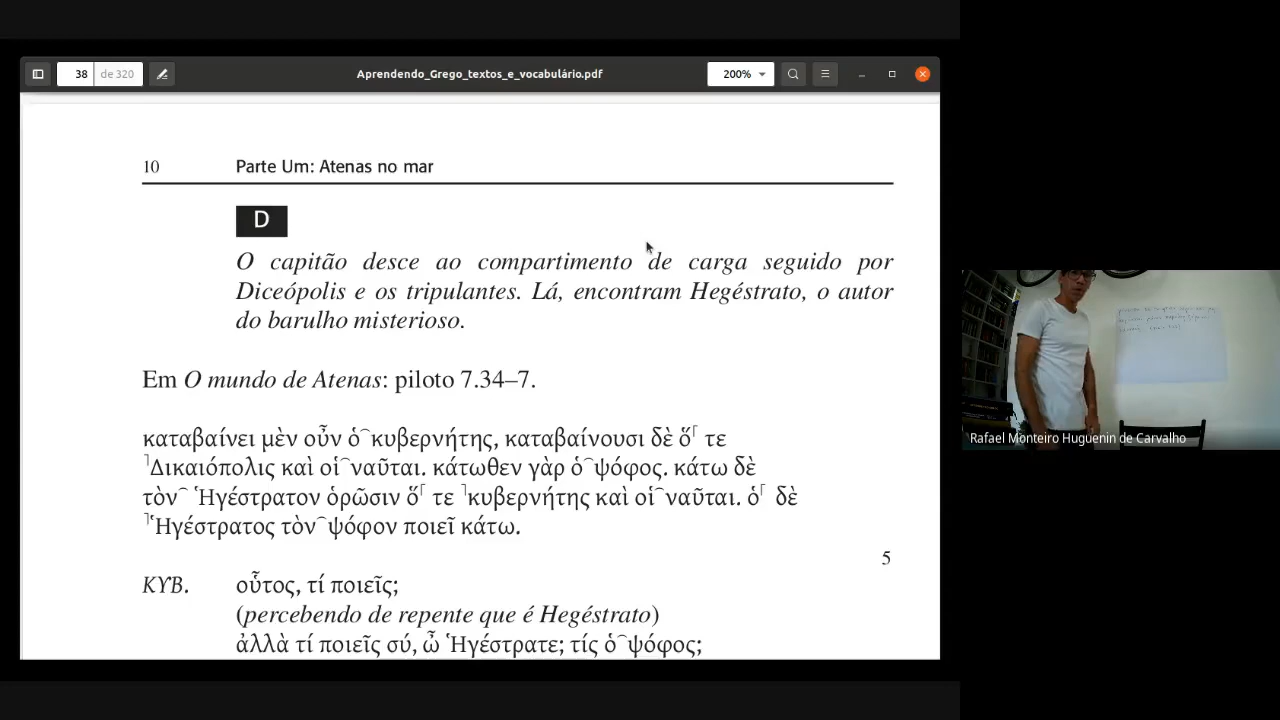 38 de 320
Aprendendo_Grego_textos_e_vocabulário.pdf
200%
10 Parte Um: Atenas no mar
D
O capitão desce ao compartimento de carga seguido por
Diceópolis e os tripulantes. Lá, encontram Hegéstrato, o autor
do barulho misterioso.
Em O mundo de Atenas: piloto 7.34–7.
καταβαίνει μὲν οὖν ὁ͡ κυβερνήτης, καταβαίνουσι δὲ ὅ⸢ τε
⸣Δικαιόπολις καὶ οἱ͡ ναῦται. κάτωθεν γὰρ ὁ͡ ψόφος. κάτω δὲ
τὸν͡ Ἡγέστρατον ὁρῶσιν ὅ⸢ τε ⸣κυβερνήτης καὶ οἱ͡ ναῦται. ὁ⸢ δὲ
⸣Ἡγέστρατος τὸν͡ ψόφον ποιεῖ κάτω.
5
ΚΥΒ. οὗτος, τί ποιεῖς;
(percebendo de repente que é Hegéstrato)
ἀλλὰ τί ποιεῖς σύ, ὦ Ἡγέστρατε; τίς ὁ͡ ψόφος;
Rafael Monteiro Huguenin de Carvalho